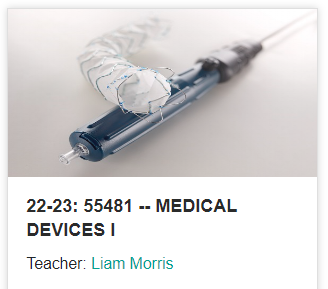 22-23: 55481 -- MEDICAL
DEVICES I
Teacher: Liam Morris